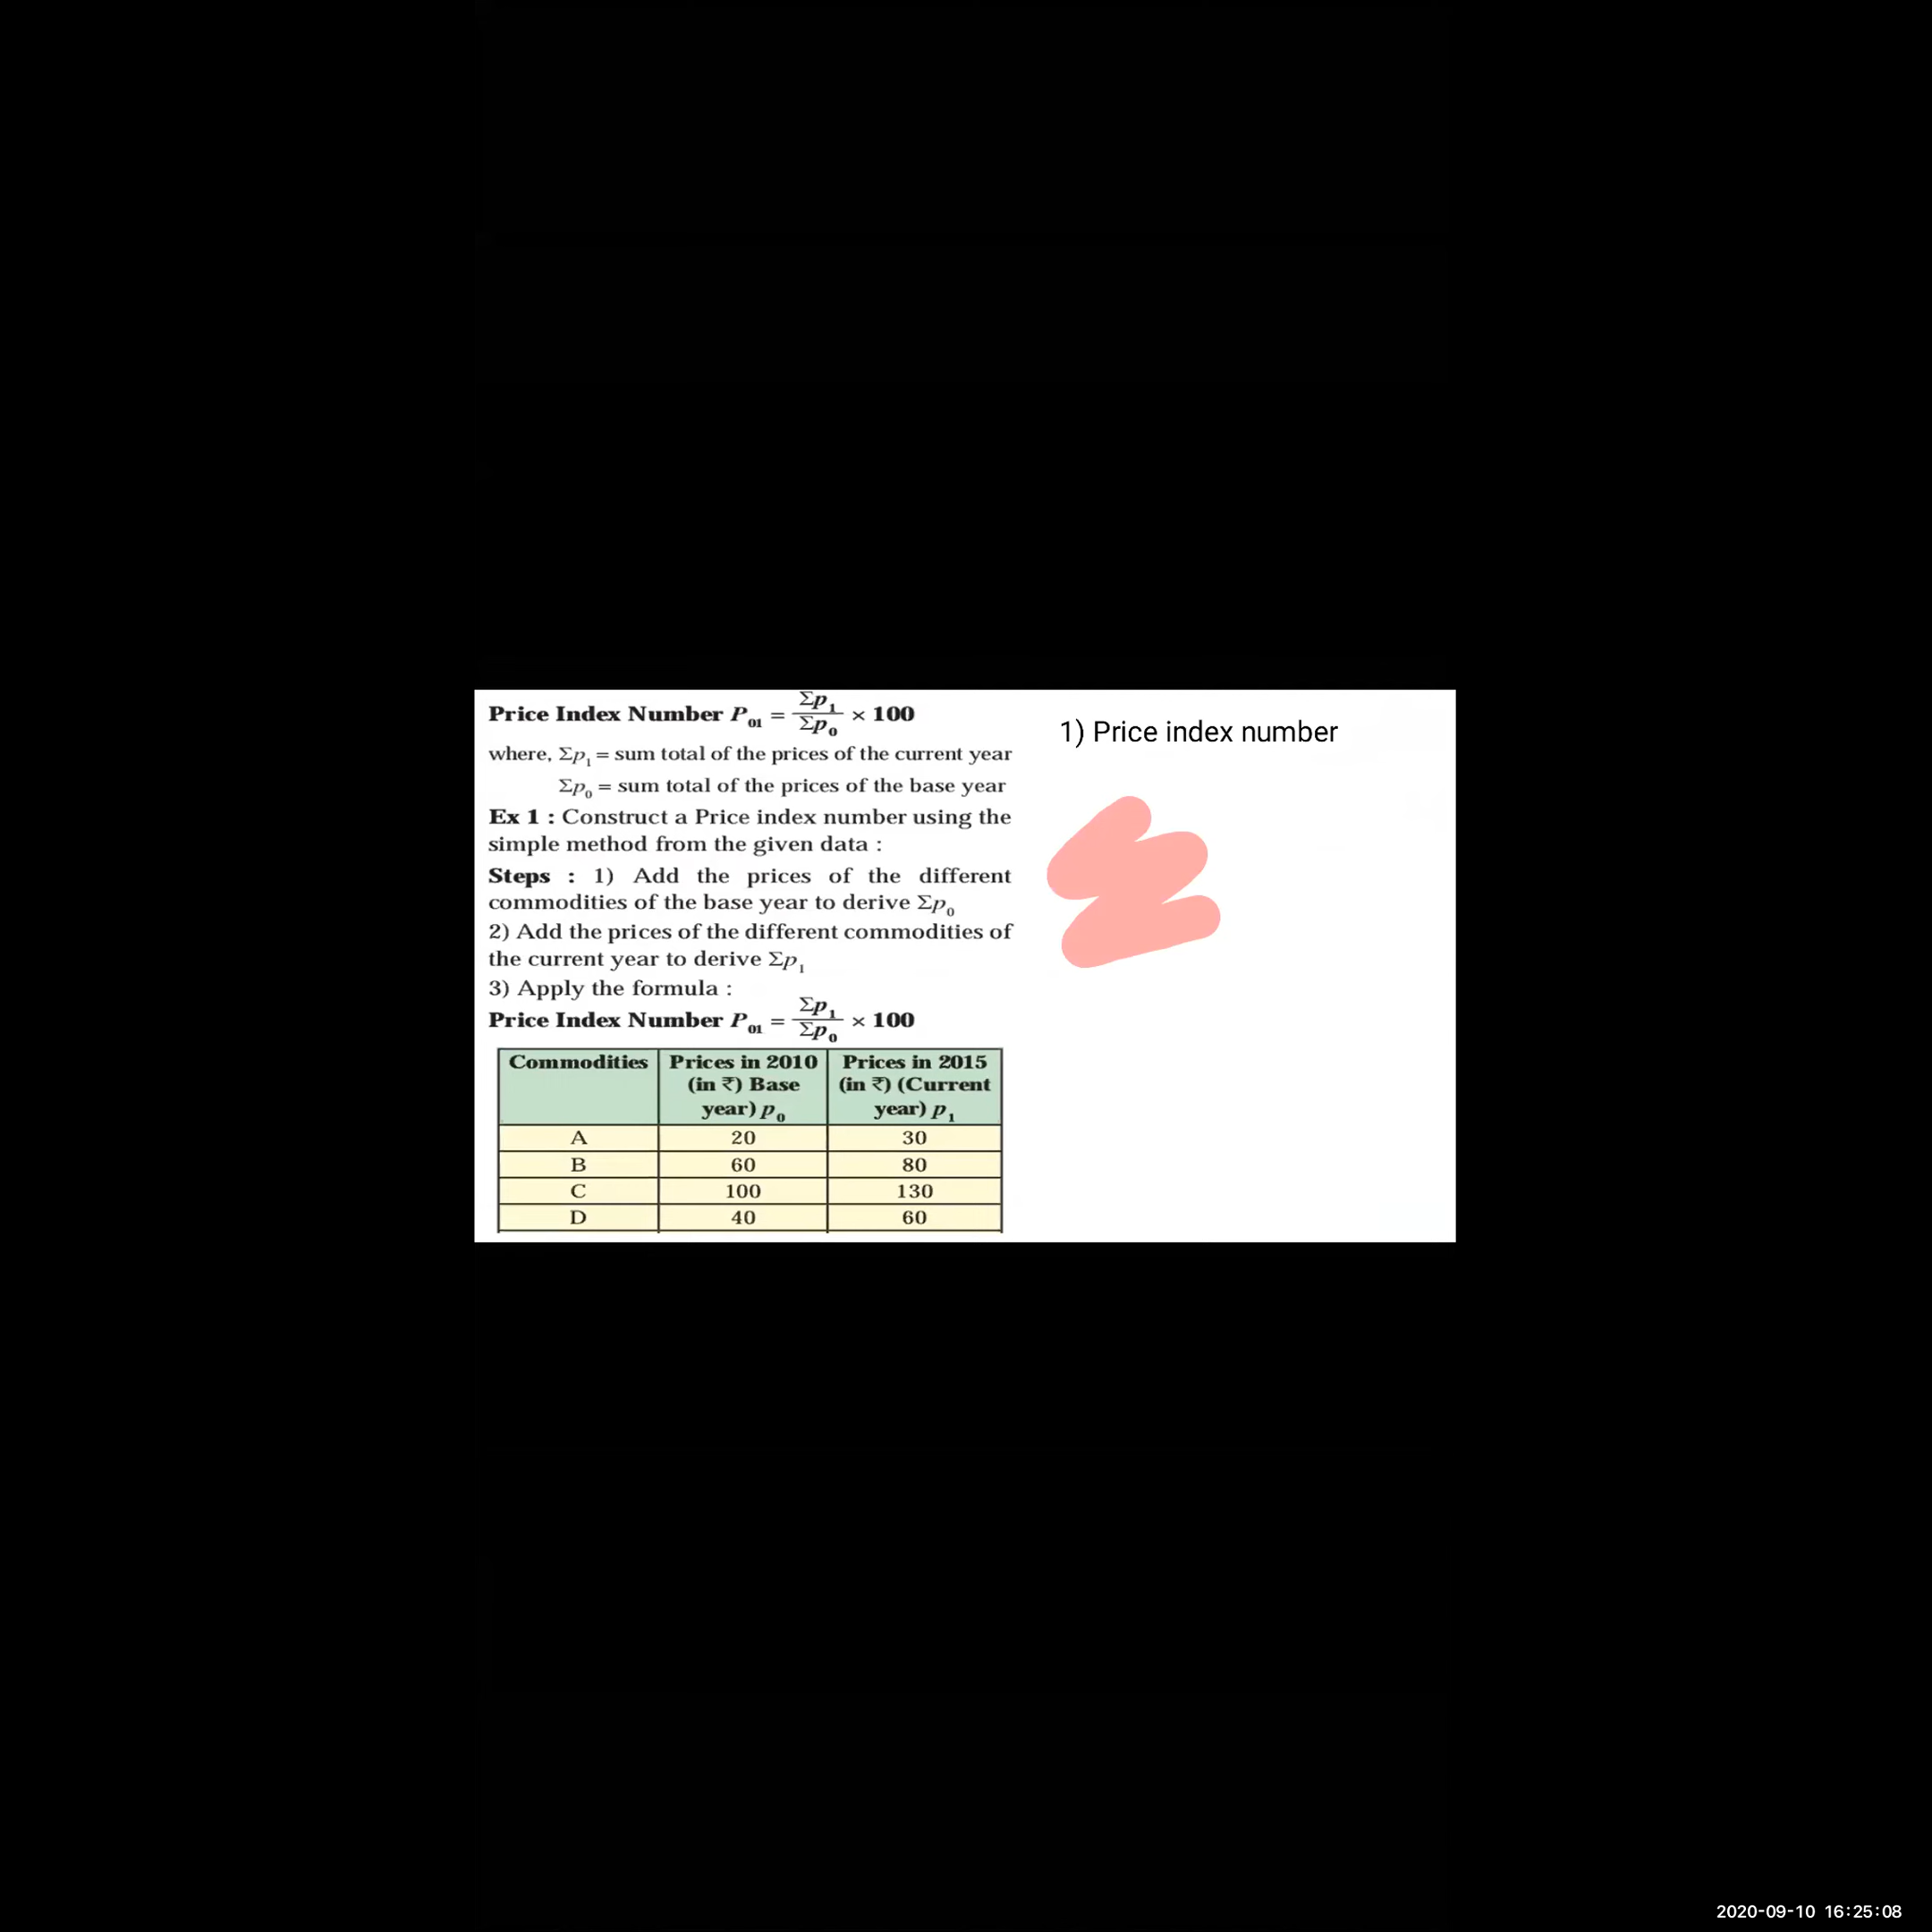 Price Index Number P₀₁ = Σp₁ / Σp₀ × 100
where, Σp₁ = sum total of the prices of the current year
Σp₀ = sum total of the prices of the base year
Ex 1 : Construct a Price index number using the
simple method from the given data :
Steps : 1) Add the prices of the different
commodities of the base year to derive Σp₀
2) Add the prices of the different commodities of
the current year to derive Σp₁
3) Apply the formula :
Price Index Number P₀₁ = Σp₁ / Σp₀ × 100
Commodities Prices in 2010 Prices in 2015
(in ₹) Base (in ₹) (Current
year) p₀ year) p₁
A 20 30
B 60 80
C 100 130
D 40 60
1) Price index number
2020-09-10 16:25:08